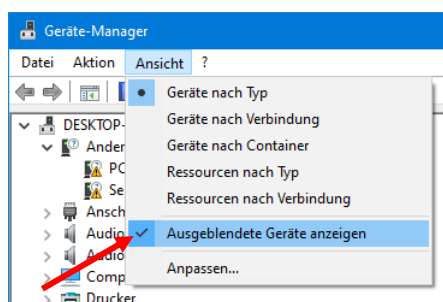 Geräte-Manager
Datei Aktion Ansicht ?
Geräte nach Typ
Geräte nach Verbindung
Geräte nach Container
Ressourcen nach Typ
Ressourcen nach Verbindung
Ausgeblendete Geräte anzeigen
Anpassen...
DESKTOP-
Ander
PC
Se
Ansch
Audio
Audio
Comp
Drucker